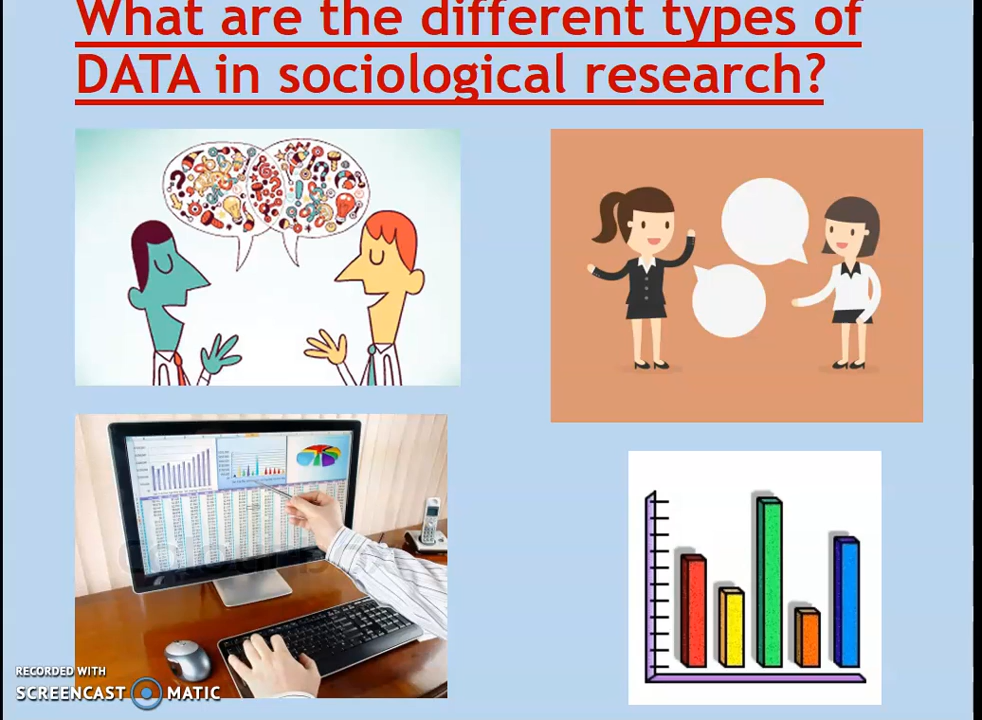 What are the different types of
DATA in sociological research?
RECORDED WITH
SCREENCAST MATIC